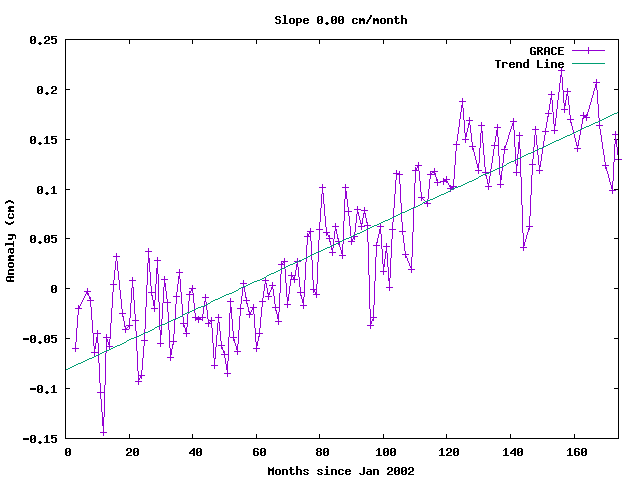 Slope 0.00 cm/month
GRACE
Trend Line
0.25
0.2
0.15
0.1
0.05
0
-0.05
-0.1
-0.15
Anomaly (cm)
0 20 40 60 80 100 120 140 160
Months since Jan 2002